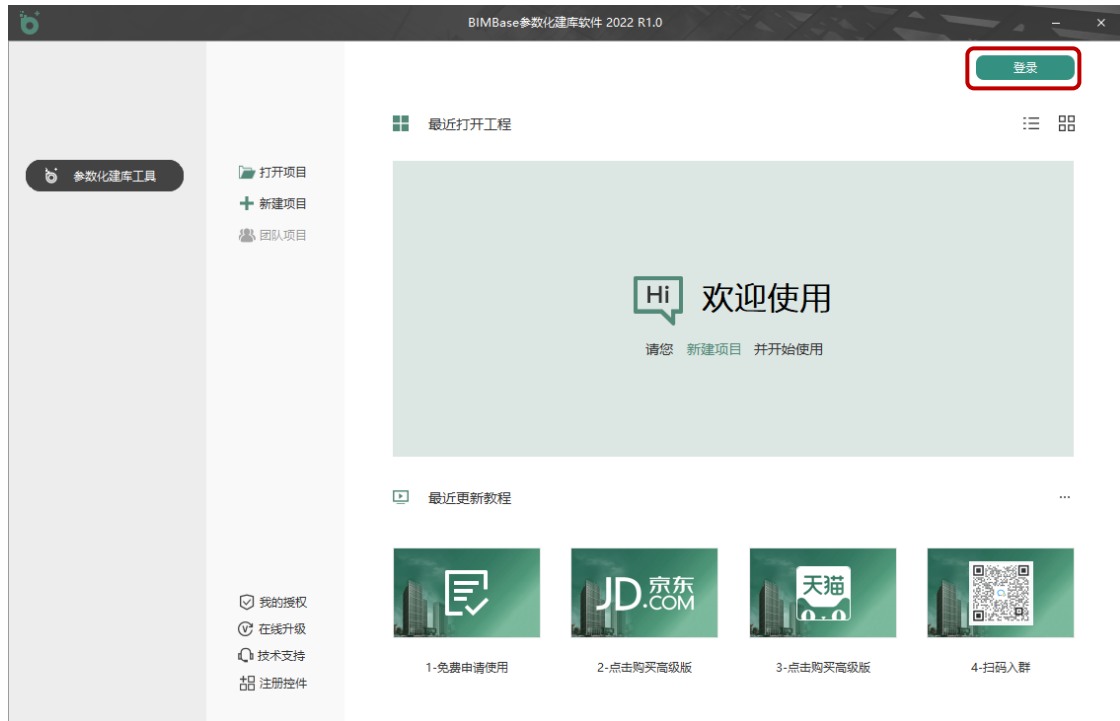 BIMBase参数化建库软件 2022 R1.0
登录
最近打开工程
参数化建库工具
打开项目
新建项目
团队项目
Hi 欢迎使用
请您 新建项目 并开始使用
最近更新教程
...
JD.京东
.COM
天猫
我的授权
在线升级
技术支持
注册控件
1-免费申请使用
2-点击购买高级版
3-点击购买高级版
4-扫码入群